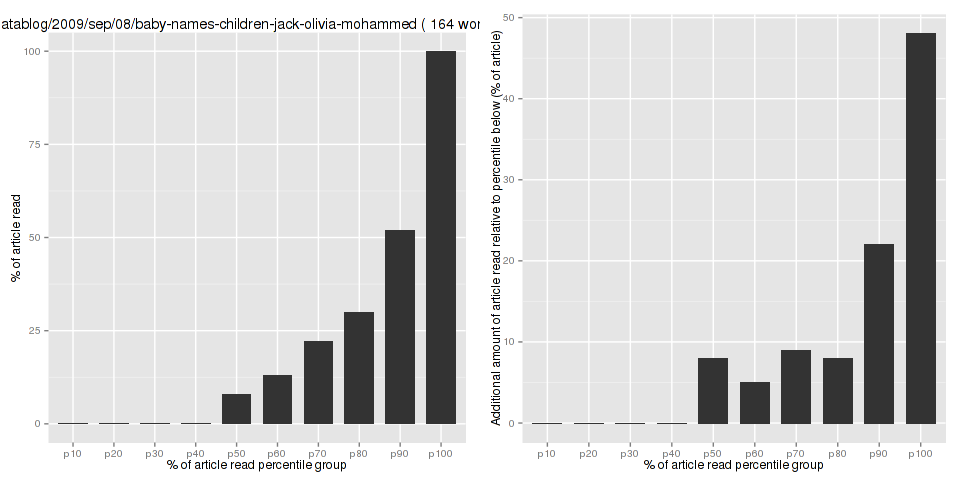 atablog/2009/sep/08/baby-names-children-jack-olivia-mohammed ( 164 wor
% of article read
100
75
50
25
0
p10 p20 p30 p40 p50 p60 p70 p80 p90 p100
% of article read percentile group
Additional amount of article read relative to percentile below (% of article)
50
40
30
20
10
0
p10 p20 p30 p40 p50 p60 p70 p80 p90 p100
% of article read percentile group